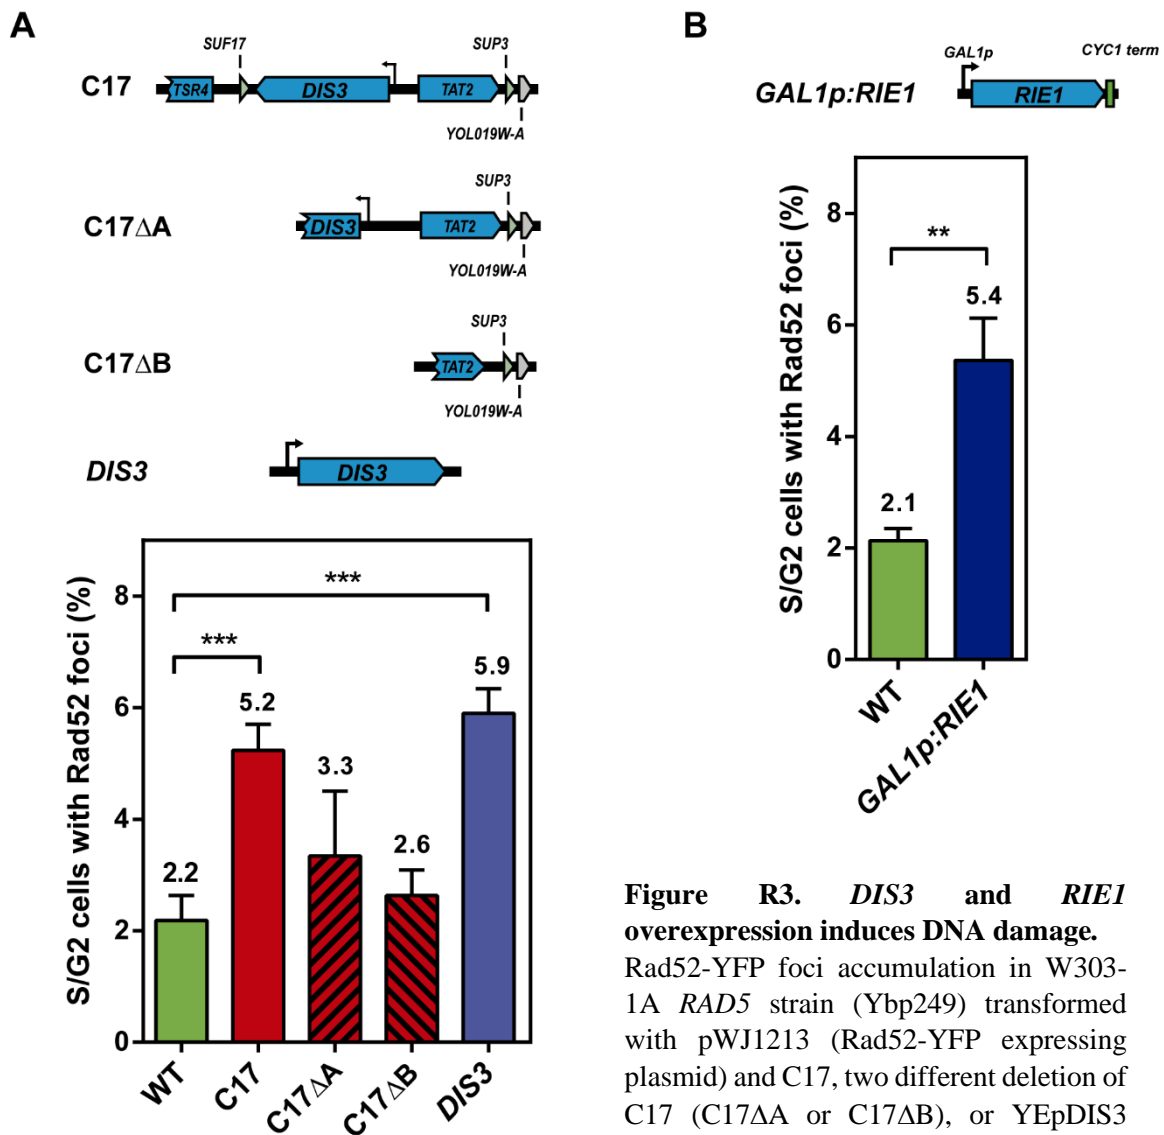 A
SUF17
SUP3
C17
TSR4
DIS3
TAT2
YOL019W-A
SUP3
C17ΔA
DIS3
TAT2
YOL019W-A
SUP3
C17ΔB
TAT2
YOL019W-A
DIS3
DIS3
S/G2 cells with Rad52 foci (%)
8
6
4
2
0
***
***
2.2
5.2
3.3
2.6
5.9
WT
C17
C17ΔA
C17ΔB
DIS3
B
GAL1p
CYC1 term
GAL1p:RIE1
RIE1
S/G2 cells with Rad52 foci (%)
8
6
4
2
0
**
2.1
5.4
WT
GAL1p:RIE1
Figure R3. DIS3 and RIE1
overexpression induces DNA damage.
Rad52-YFP foci accumulation in W303-
1A RAD5 strain (Ybp249) transformed
with pWJ1213 (Rad52-YFP expressing
plasmid) and C17, two different deletion of
C17 (C17ΔA or C17ΔB), or YEpDIS3